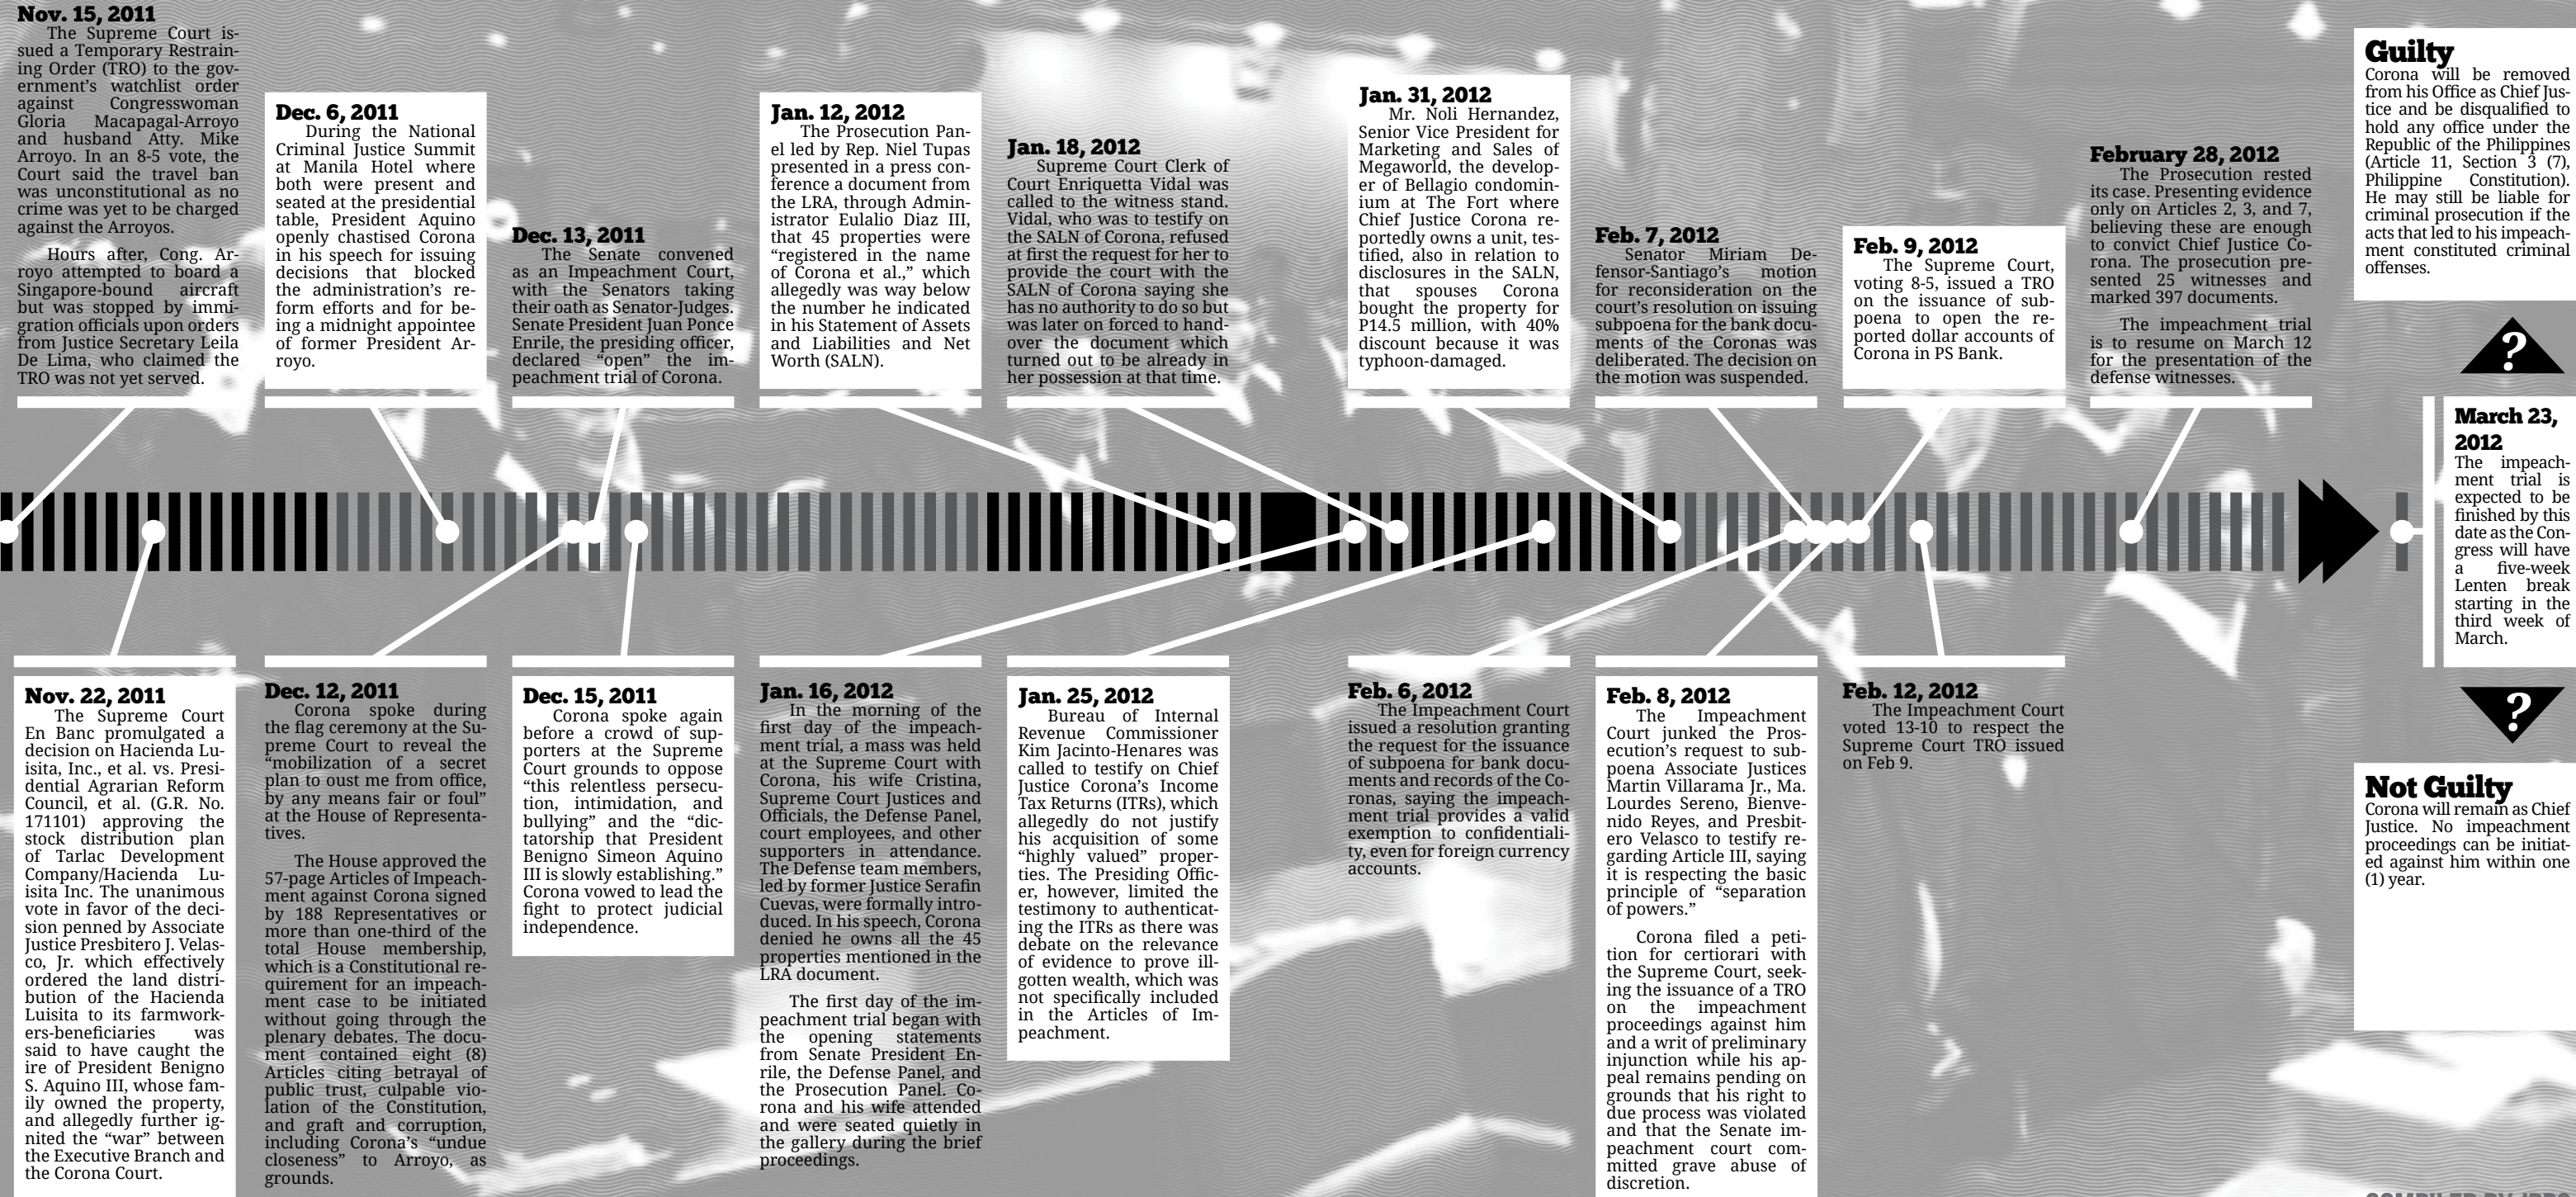 Nov. 15, 2011
The Supreme Court is-
sued a Temporary Restrain-
ing Order (TRO) to the gov-
ernment's watchlist order
against Congresswoman
Gloria Macapagal-Arroyo
and husband Atty. Mike
Arroyo. In an 8-5 vote, the
Court said the travel ban
was unconstitutional as no
crime was yet to be charged
against the Arroyos.
Hours after, Cong. Ar-
royo attempted to board a
Singapore-bound aircraft
but was stopped by immi-
gration officials upon orders
from Justice Secretary Leila
De Lima, who claimed the
TRO was not yet served.
Dec. 6, 2011
During the National
Criminal Justice Summit
at Manila Hotel where
both were present and
seated at the presidential
table, President Aquino
openly chastised Corona
in his speech for issuing
decisions that blocked
the administration's re-
form efforts and for be-
ing a midnight appointee
of former President Ar-
royo.
Dec. 13, 2011
The Senate convened
as an Impeachment Court,
with the Senators taking
their oath as Senator-Judges.
Senate President Juan Ponce
Enrile, the presiding officer,
declared “open” the im-
peachment trial of Corona.
Jan. 12, 2012
The Prosecution Pan-
el led by Rep. Niel Tupas
presented in a press con-
ference a document from
the LRA, through Admin-
istrator Eulalio Diaz III,
that 45 properties were
“registered in the name
of Corona et al.,” which
allegedly was way below
the number he indicated
in his Statement of Assets
and Liabilities and Net
Worth (SALN).
Jan. 18, 2012
Supreme Court Clerk of
Court Enriquetta Vidal was
called to the witness stand.
Vidal, who was to testify on
the SALN of Corona, refused
at first the request for her to
provide the court with the
SALN of Corona saying she
has no authority to do so but
was later on forced to hand-
over the document which
turned out to be already in
her possession at that time.
Jan. 31, 2012
Mr. Noli Hernandez,
Senior Vice President for
Marketing and Sales of
Megaworld, the develop-
er of Bellagio condomin-
ium at The Fort where
Chief Justice Corona re-
portedly owns a unit, tes-
tified, also in relation to
disclosures in the SALN,
that spouses Corona
bought the property for
P14.5 million, with 40%
discount because it was
typhoon-damaged.
Feb. 7, 2012
Senator Miriam De-
fensor-Santiago's motion
for reconsideration on the
court's resolution on issuing
subpoena for the bank docu-
ments of the Coronas was
deliberated. The decision on
the motion was suspended.
Feb. 9, 2012
The Supreme Court,
voting 8-5, issued a TRO
on the issuance of sub-
poena to open the re-
ported dollar accounts of
Corona in PS Bank.
February 28, 2012
The Prosecution rested
its case. Presenting evidence
only on Articles 2, 3, and 7,
believing these are enough
to convict Chief Justice Co-
rona. The prosecution pre-
sented 25 witnesses and
marked 397 documents.
The impeachment trial
is to resume on March 12
for the presentation of the
defense witnesses.
Guilty
Corona will be removed
from his Office as Chief Jus-
tice and be disqualified to
hold any office under the
Republic of the Philippines
(Article 11, Section 3 (7),
Philippine Constitution).
He may still be liable for
criminal prosecution if the
acts that led to his impeach-
ment constituted criminal
offenses.
?
March 23,
2012
The impeach-
ment trial is
expected to be
finished by this
date as the Con-
gress will have
a five-week
Lenten break
starting in the
third week of
March.
?
Not Guilty
Corona will remain as Chief
Justice. No impeachment
proceedings can be initiat-
ed against him within one
(1) year.
Nov. 22, 2011
The Supreme Court
En Banc promulgated a
decision on Hacienda Lu-
isita, Inc., et al. vs. Presi-
dential Agrarian Reform
Council, et al. (G.R. No.
171101) approving the
stock distribution plan
of Tarlac Development
Company/Hacienda Lu-
isita Inc. The unanimous
vote in favor of the deci-
sion penned by Associate
Justice Presbitero J. Velas-
co, Jr. which effectively
ordered the land distri-
bution of the Hacienda
Luisita to its farmwork-
ers-beneficiaries was
said to have caught the
ire of President Benigno
S. Aquino III, whose fam-
ily owned the property,
and allegedly further ig-
nited the “war” between
the Executive Branch and
the Corona Court.
Dec. 12, 2011
Corona spoke during
the flag ceremony at the Su-
preme Court to reveal the
“mobilization of a secret
plan to oust me from office,
by any means fair or foul”
at the House of Representa-
tives.
The House approved the
57-page Articles of Impeach-
ment against Corona signed
by 188 Representatives or
more than one-third of the
total House membership,
which is a Constitutional re-
quirement for an impeach-
ment case to be initiated
without going through the
plenary debates. The docu-
ment contained eight (8)
Articles citing betrayal of
public trust, culpable vio-
lation of the Constitution,
and graft and corruption,
including Corona's “undue
closeness” to Arroyo, as
grounds.
Dec. 15, 2011
Corona spoke again
before a crowd of sup-
porters at the Supreme
Court grounds to oppose
“this relentless persecu-
tion, intimidation, and
bullying” and the “dic-
tatorship that President
Benigno Simeon Aquino
III is slowly establishing.”
Corona vowed to lead the
fight to protect judicial
independence.
Jan. 16, 2012
In the morning of the
first day of the impeach-
ment trial, a mass was held
at the Supreme Court with
Corona, his wife Cristina,
Supreme Court Justices and
Officials, the Defense Panel,
court employees, and other
supporters in attendance.
The Defense team members,
led by former Justice Serafin
Cuevas, were formally intro-
duced. In his speech, Corona
denied he owns all the 45
properties mentioned in the
LRA document.
The first day of the im-
peachment trial began with
the opening statements
from Senate President En-
rile, the Defense Panel, and
the Prosecution Panel. Co-
rona and his wife attended
and were seated quietly in
the gallery during the brief
proceedings.
Jan. 25, 2012
Bureau of Internal
Revenue Commissioner
Kim Jacinto-Henares was
called to testify on Chief
Justice Corona's Income
Tax Returns (ITRs), which
allegedly do not justify
his acquisition of some
“highly valued” proper-
ties. The Presiding Offic-
er, however, limited the
testimony to authenticat-
ing the ITRs as there was
debate on the relevance
of evidence to prove ill-
gotten wealth, which was
not specifically included
in the Articles of Im-
peachment.
Feb. 6, 2012
The Impeachment Court
issued a resolution granting
the request for the issuance
of subpoena for bank docu-
ments and records of the Co-
ronas, saying the impeach-
ment trial provides a valid
exemption to confidentiali-
ty, even for foreign currency
accounts.
Feb. 8, 2012
The Impeachment
Court junked the Pros-
ecution's request to sub-
poena Associate Justices
Martin Villarama Jr., Ma.
Lourdes Sereno, Bienve-
nido Reyes, and Presbit-
ero Velasco to testify re-
garding Article III, saying
it is respecting the basic
principle of “separation
of powers.”
Corona filed a peti-
tion for certiorari with
the Supreme Court, seek-
ing the issuance of a TRO
on the impeachment
proceedings against him
and a writ of preliminary
injunction while his ap-
peal remains pending on
grounds that his right to
due process was violated
and that the Senate im-
peachment court com-
mitted grave abuse of
discretion.
Feb. 12, 2012
The Impeachment Court
voted 13-10 to respect the
Supreme Court TRO issued
on Feb 9.